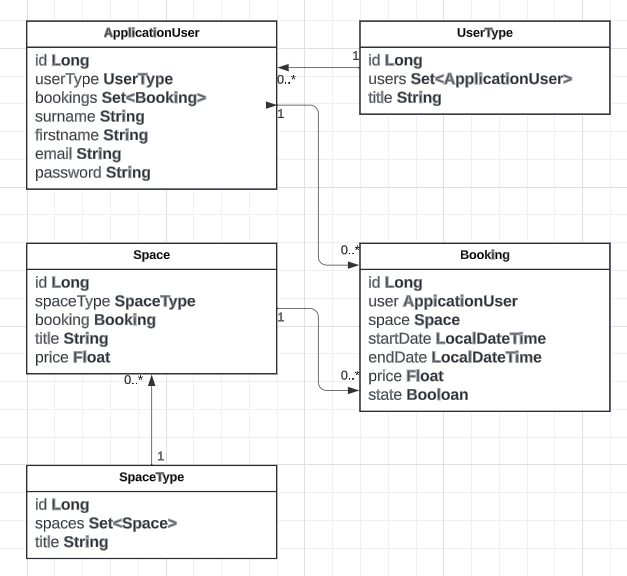 ApplicationUser
id Long
userType UserType
bookings Set<Booking>
surname String
firstname String
email String
password String
UserType
id Long
users Set<ApplicationUser>
title String
1
0..*
1
0..*
Space
id Long
spaceType SpaceType
booking Booking
title String
price Float
Booking
id Long
user AppicationUser
space Space
startDate LocalDateTime
endDate LocalDateTime
price Float
state Booloan
1
0..*
0..*
1
SpaceType
id Long
spaces Set<Space>
title String